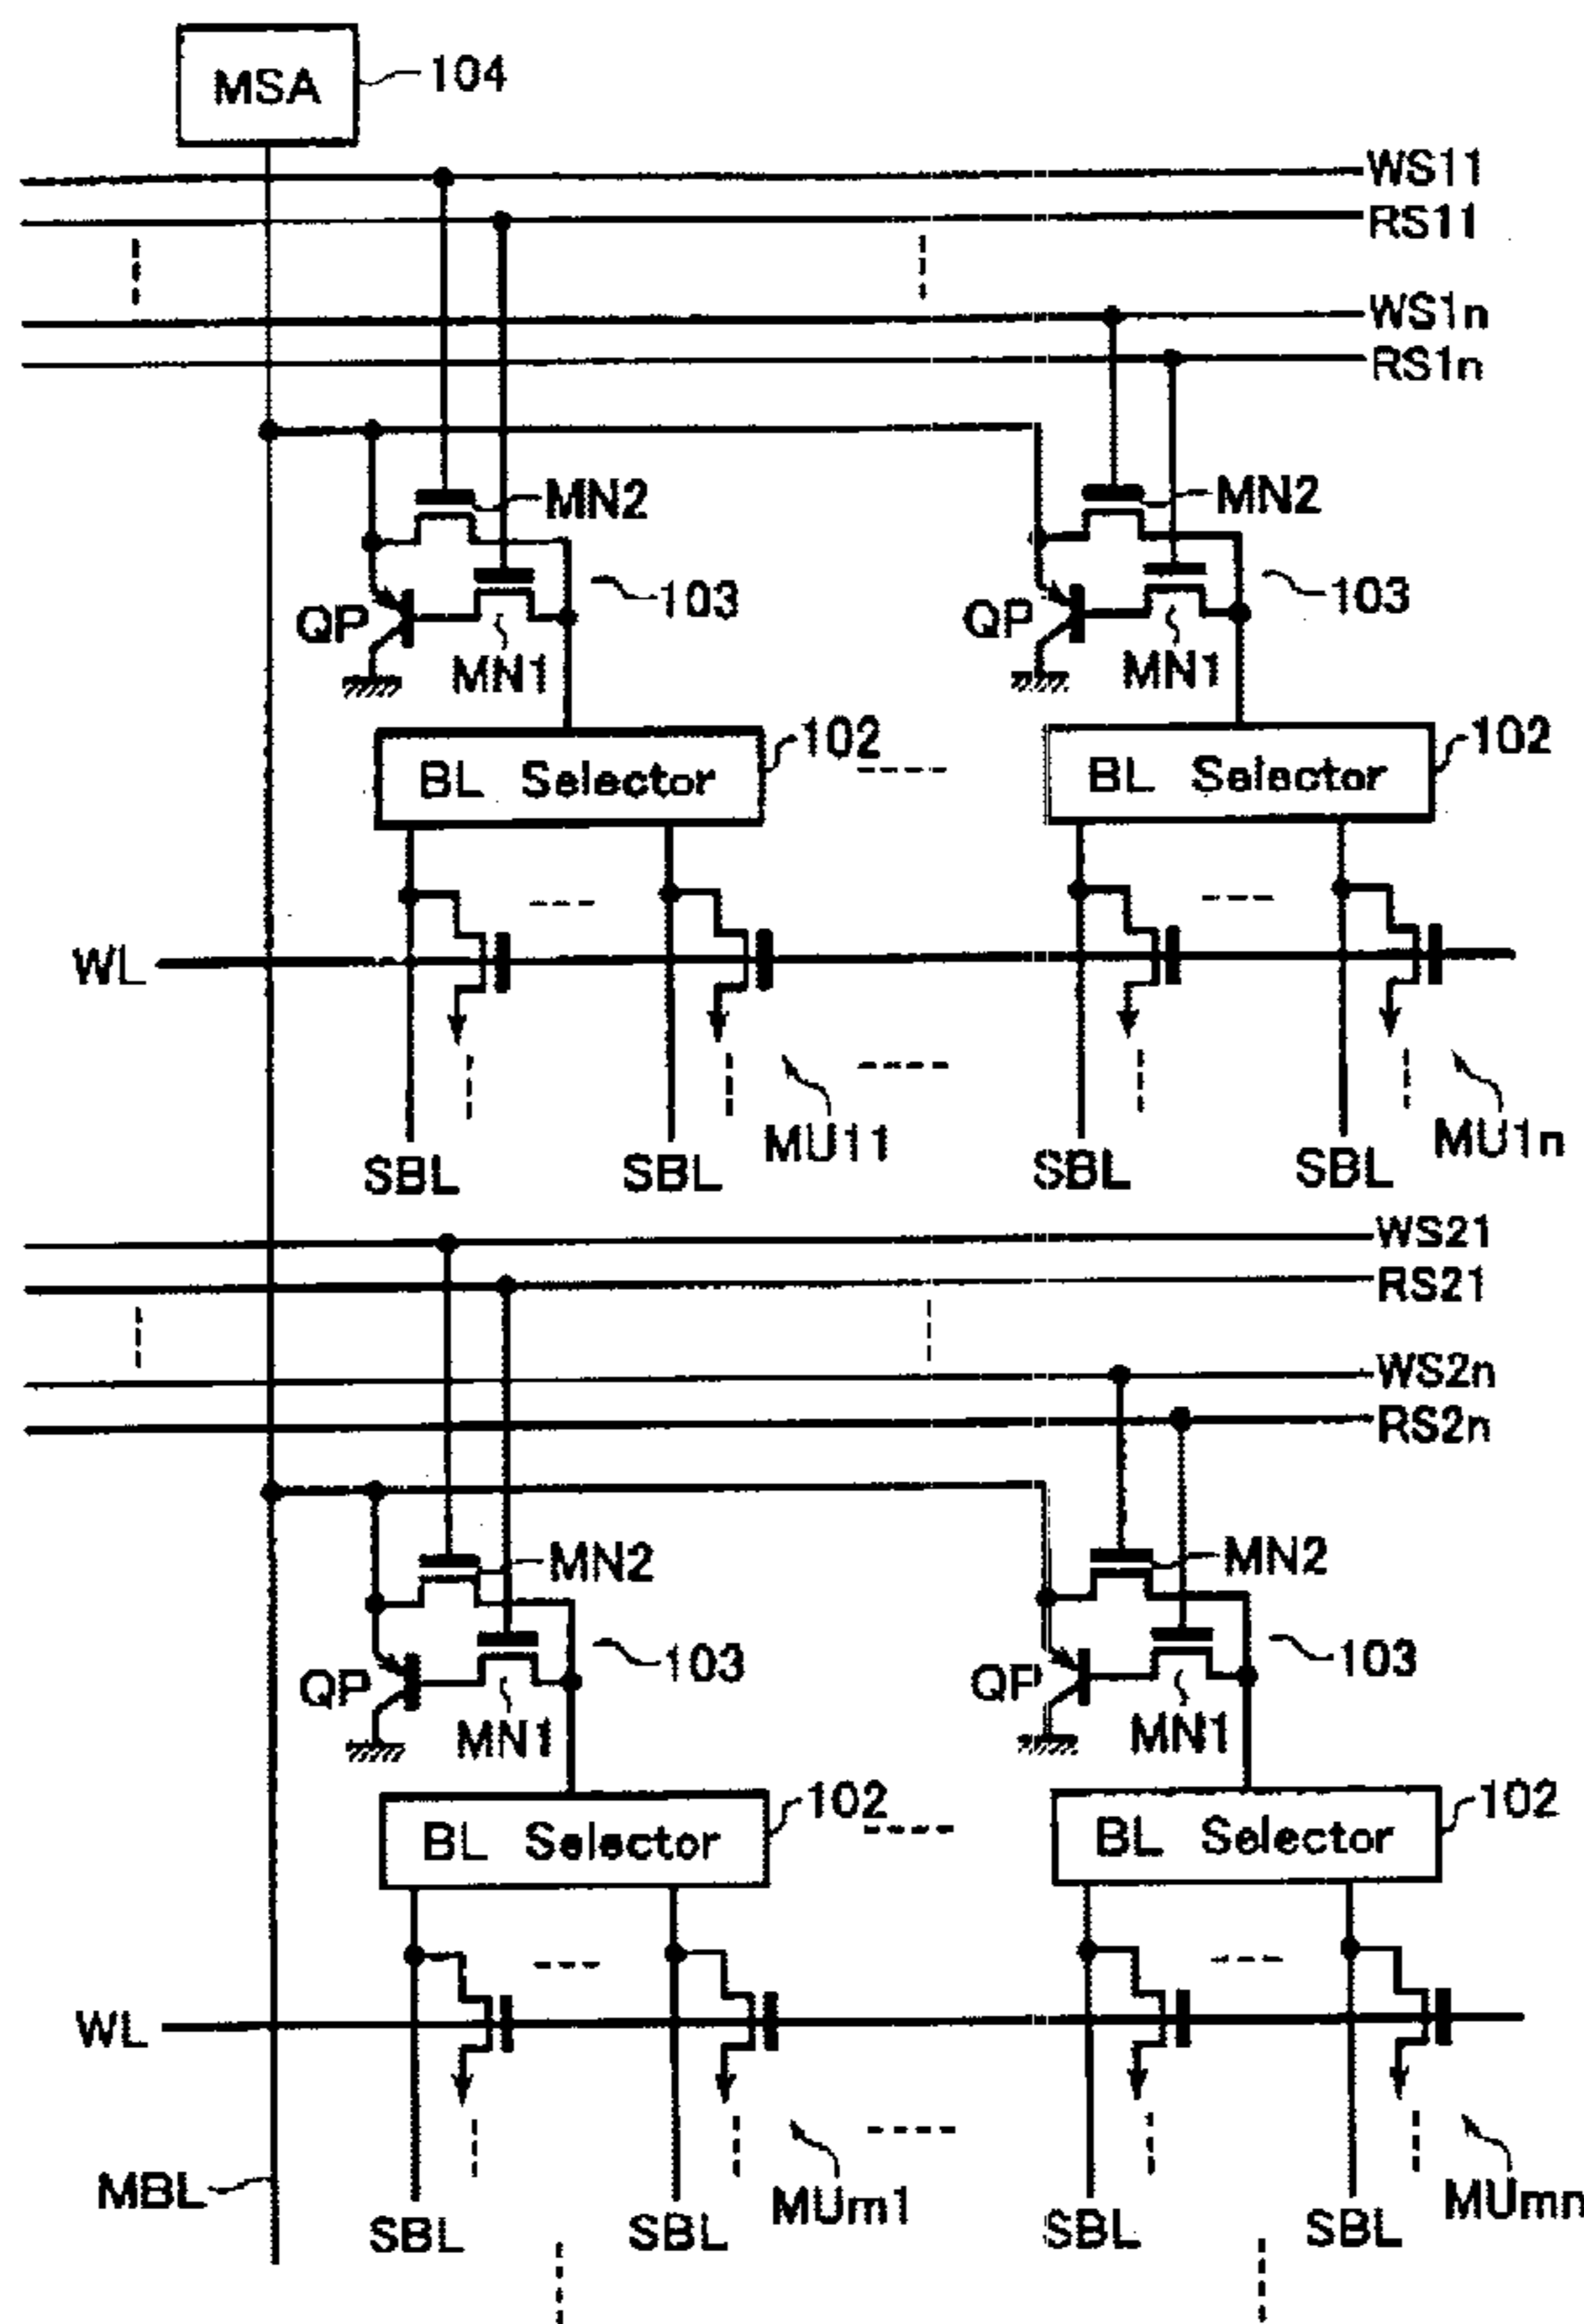 MSA
104
WS11
RS11
WS1n
RS1n
MN2
MN2
103
103
QP
QP
MN1
MN1
102
102
BL Selector
BL Selector
WL
MU11
MU1n
SBL
SBL
SBL
SBL
WS21
RS21
WS2n
RS2n
MN2
MN2
103
103
QP
QP
MN1
MN1
102
102
BL Selector
BL Selector
WL
MBL
MUm1
MUmn
SBL
SBL
SBL
SBL